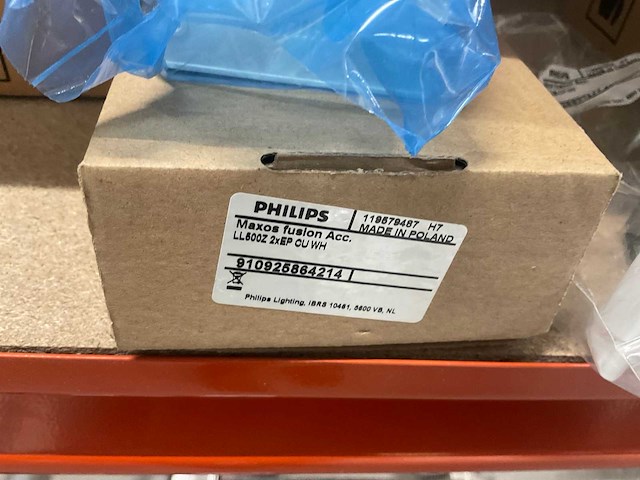 PHILIPS
119579487 H7
MADE IN POLAND
Maxos fusion Acc.
LL500Z 2xEP CU WH
910925864214
Philips Lighting, IBRS 10461, 5600 VB, NL